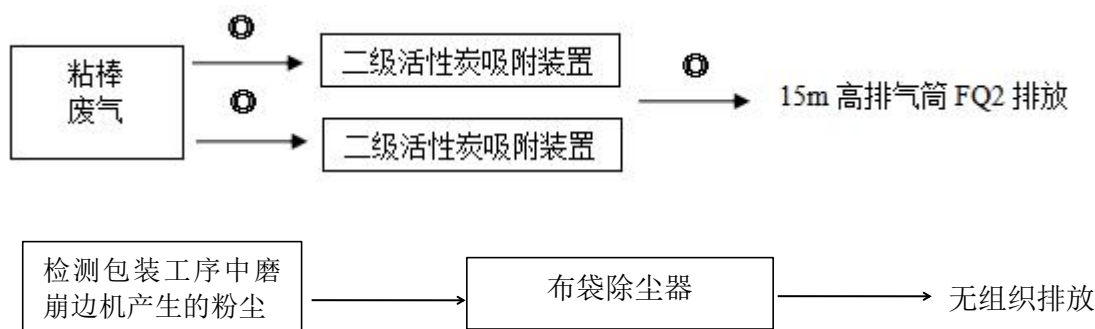 ◎
◎
◎
粘棒
废气
二级活性炭吸附装置
二级活性炭吸附装置
15m 高排气筒 FQ2 排放
检测包装工序中磨
崩边机产生的粉尘
布袋除尘器
无组织排放